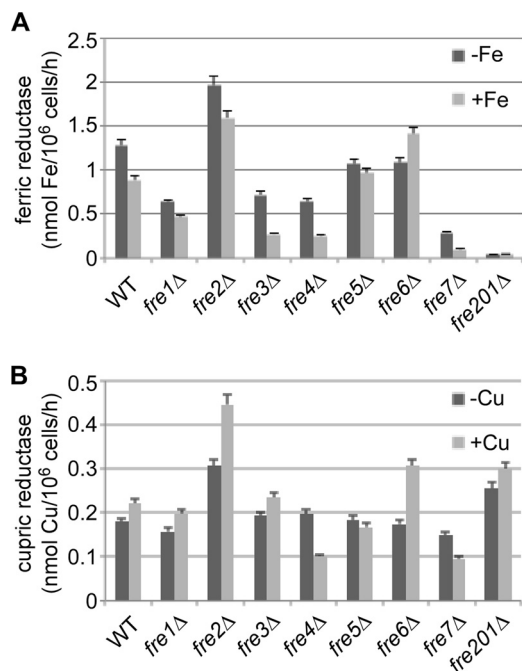 A
ferric reductase
(nmol Fe/10⁶ cells/h)
2.5
2
1.5
1
0.5
0
-Fe
+Fe
WT
fre1Δ
fre2Δ
fre3Δ
fre4Δ
fre5Δ
fre6Δ
fre7Δ
fre201Δ
B
cupric reductase
(nmol Cu/10⁶ cells/h)
0.5
0.4
0.3
0.2
0.1
0
-Cu
+Cu
WT
fre1Δ
fre2Δ
fre3Δ
fre4Δ
fre5Δ
fre6Δ
fre7Δ
fre201Δ